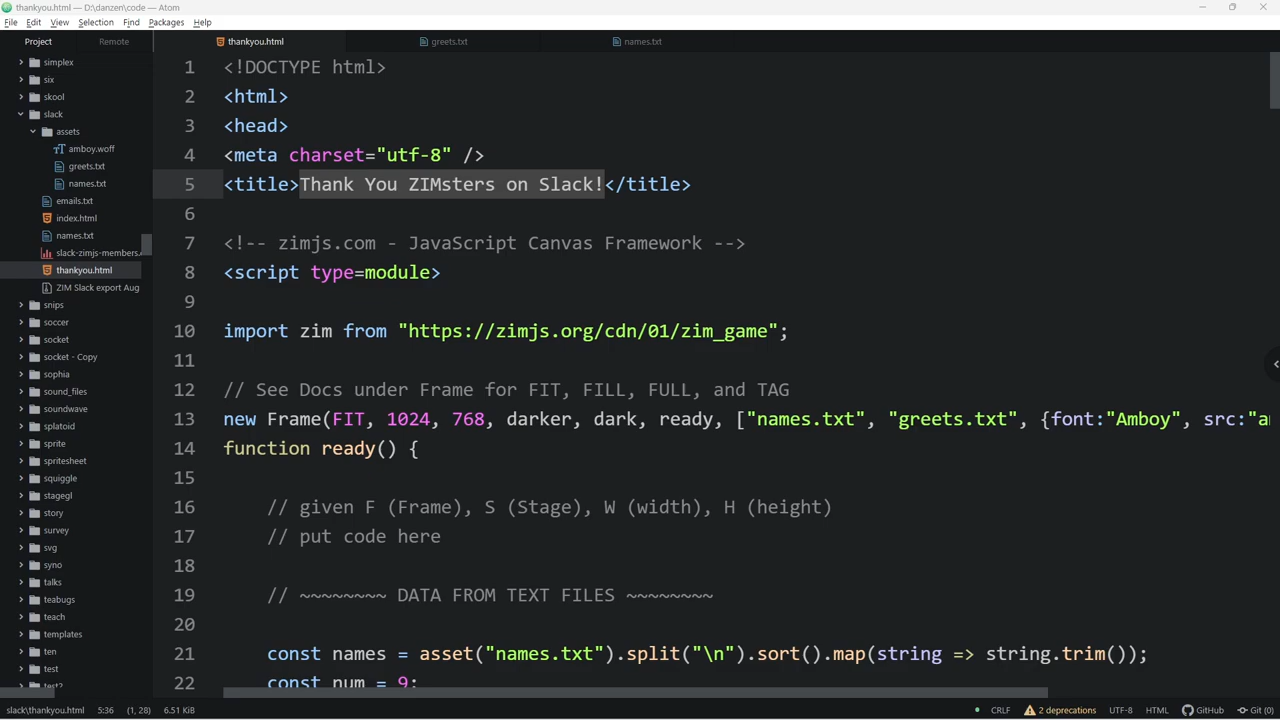 thankyou.html — D:\danzen\code — Atom
File Edit View Selection Find Packages Help
Project Remote thankyou.html greets.txt names.txt
simplex
six
skool
slack
assets
amboy.woff
greets.txt
names.txt
emails.txt
index.html
names.txt
slack-zimjs-members.
thankyou.html
ZIM Slack export Aug
snips
soccer
socket
socket - Copy
sophia
sound_files
soundwave
splatoid
sprite
spritesheet
squiggle
stagegl
story
survey
svg
syno
talks
teabugs
teach
templates
ten
test
test2
1 <!DOCTYPE html>
2 <html>
3 <head>
4 <meta charset="utf-8" />
5 <title>Thank You ZIMsters on Slack!</title>
6
7 <!-- zimjs.com - JavaScript Canvas Framework -->
8 <script type=module>
9
10 import zim from "https://zimjs.org/cdn/01/zim_game";
11
12 // See Docs under Frame for FIT, FILL, FULL, and TAG
13 new Frame(FIT, 1024, 768, darker, dark, ready, ["names.txt", "greets.txt", {font:"Amboy", src:"a
14 function ready() {
15
16 // given F (Frame), S (Stage), W (width), H (height)
17 // put code here
18
19 // ~~~~~~~~ DATA FROM TEXT FILES ~~~~~~~~
20
21 const names = asset("names.txt").split("\n").sort().map(string => string.trim());
22 const num = 9;
slack\thankyou.html 5:36 (1, 28) 6.51 KiB CRLF 2 deprecations UTF-8 HTML GitHub Git (0)